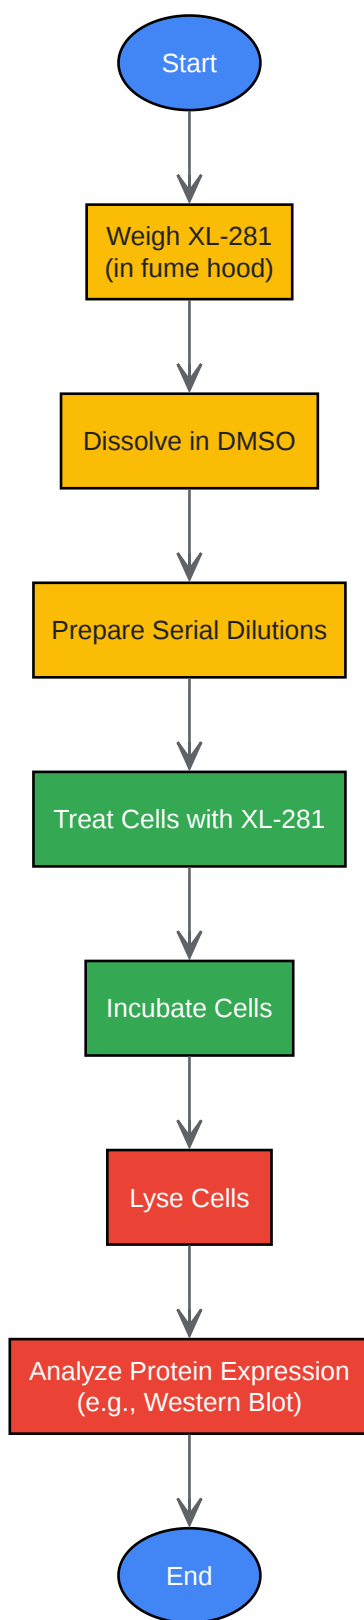 Start
Weigh XL-281
(in fume hood)
Dissolve in DMSO
Prepare Serial Dilutions
Treat Cells with XL-281
Incubate Cells
Lyse Cells
Analyze Protein Expression
(e.g., Western Blot)
End